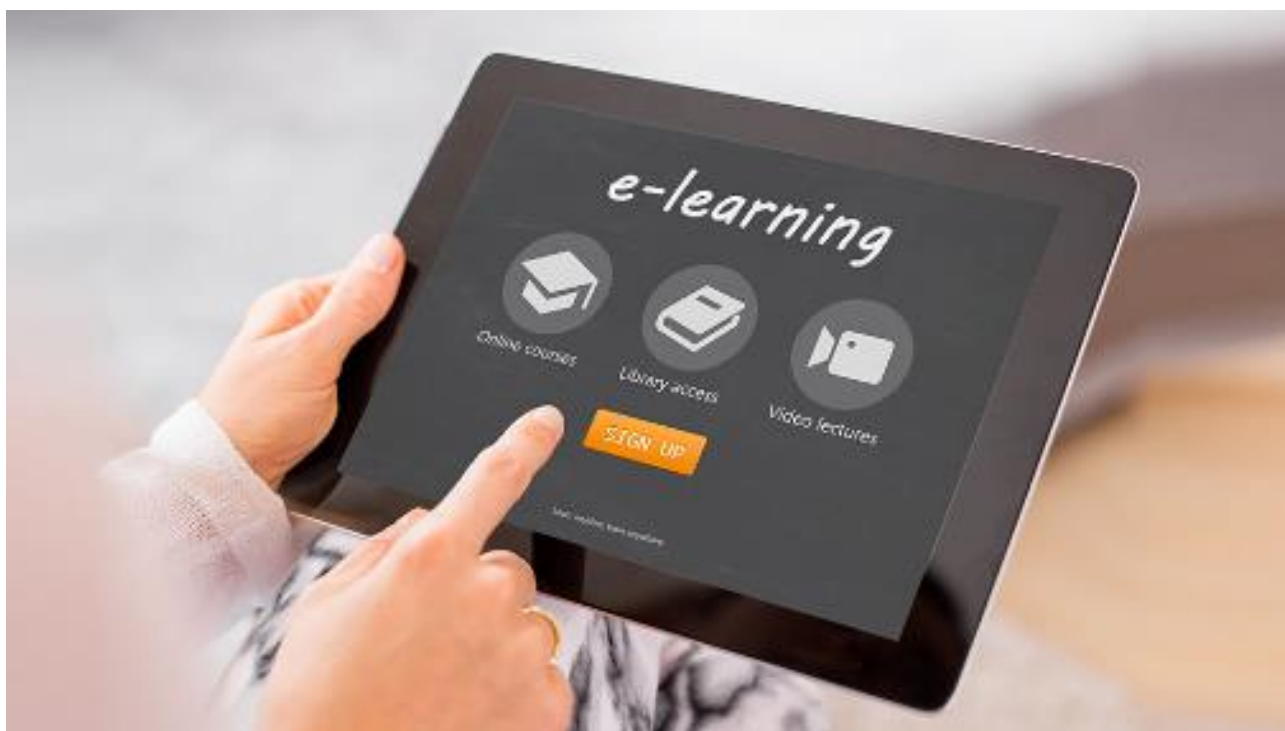 e-learning
Online courses
Library access
Video lectures
SIGN UP